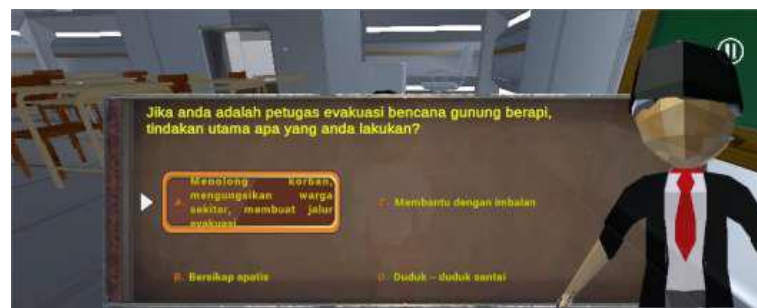 Jika anda adalah petugas evakuasi bencana gunung berapi,
tindakan utama apa yang anda lakukan?
A. Menolong korban,
mengungsikan warga
sekitar, membuat jalur
evakuasi
C. Membantu dengan imbalan
B. Bersikap apatis
D. Duduk – duduk santai